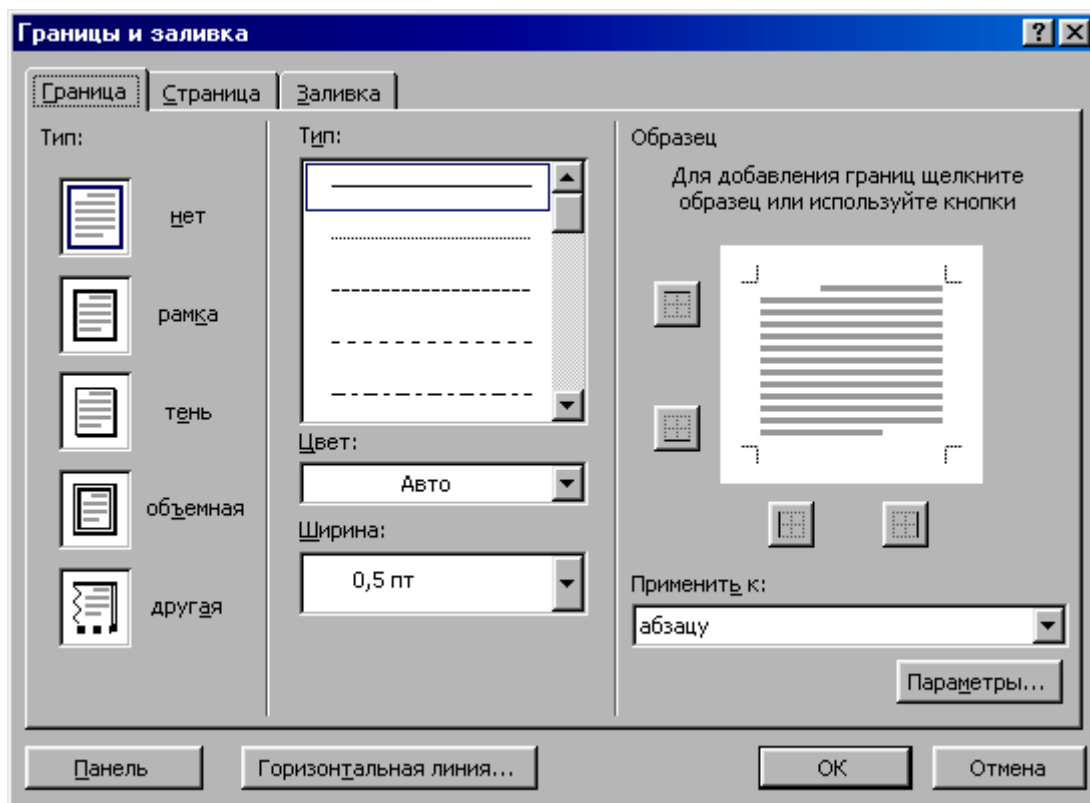 Границы и заливка
Граница
Страница
Заливка
Тип:
нет
рамка
тень
объемная
другая
Тип:
Цвет:
Авто
Ширина:
0,5 пт
Образец
Для добавления границ щелкните
образец или используйте кнопки
Применить к:
абзацу
Параметры...
Панель
Горизонтальная линия...
ОК
Отмена